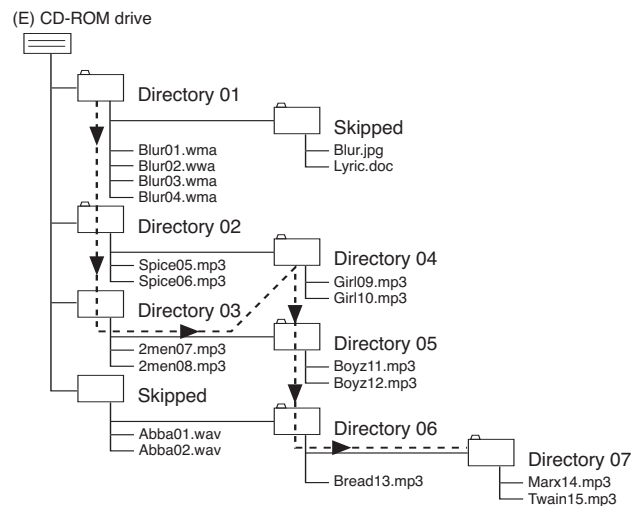 (E) CD-ROM drive
Directory 01
Skipped
Blur01.wma
Blur.jpg
Blur02.wwa
Lyric.doc
Blur03.wma
Blur04.wma
Directory 02
Directory 04
Spice05.mp3
Spice06.mp3
Girl09.mp3
Girl10.mp3
Directory 03
Directory 05
2men07.mp3
2men08.mp3
Boyz11.mp3
Boyz12.mp3
Skipped
Directory 06
Abba01.wav
Abba02.wav
Directory 07
Bread13.mp3
Marx14.mp3
Twain15.mp3